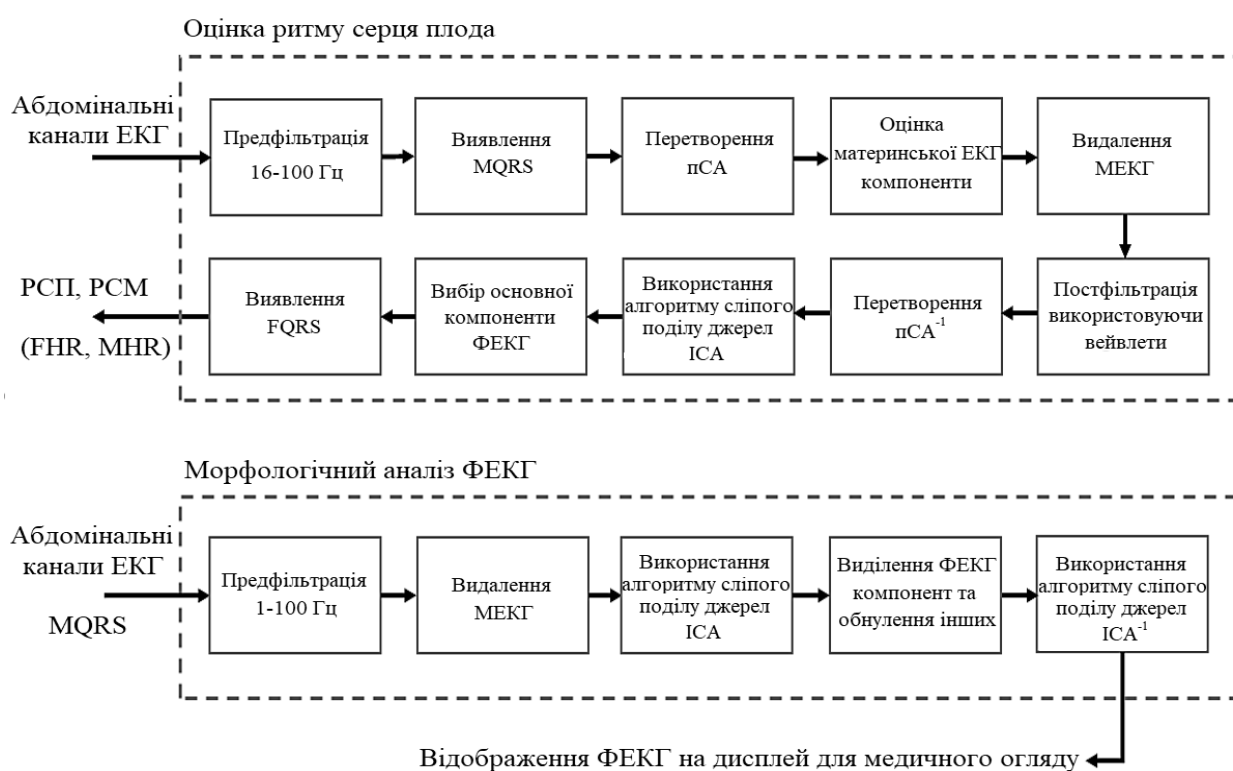 Оцінка ритму серця плода
Абдомінальні
канали ЕКГ
Предфільтрація
16-100 Гц
Виявлення
MQRS
Перетворення
пСА
Оцінка
материнської ЕКГ
компоненти
Видалення
МЕКГ
РСП, РСМ
(FHR, MHR)
Виявлення
FQRS
Вибір основної
компоненти
ФЕКГ
Використання
алгоритму сліпого
поділу джерел
ICA
Перетворення
пСА⁻¹
Постфільтрація
використовуючи
вейвлети
Морфологічний аналіз ФЕКГ
Абдомінальні
канали ЕКГ
MQRS
Предфільтрація
1-100 Гц
Видалення
МЕКГ
Використання
алгоритму сліпого
поділу джерел
ICA
Виділення ФЕКГ
компонент та
обнулення інших
Використання
алгоритму сліпого
поділу джерел
ICA⁻¹
Відображення ФЕКГ на дисплей для медичного огляду